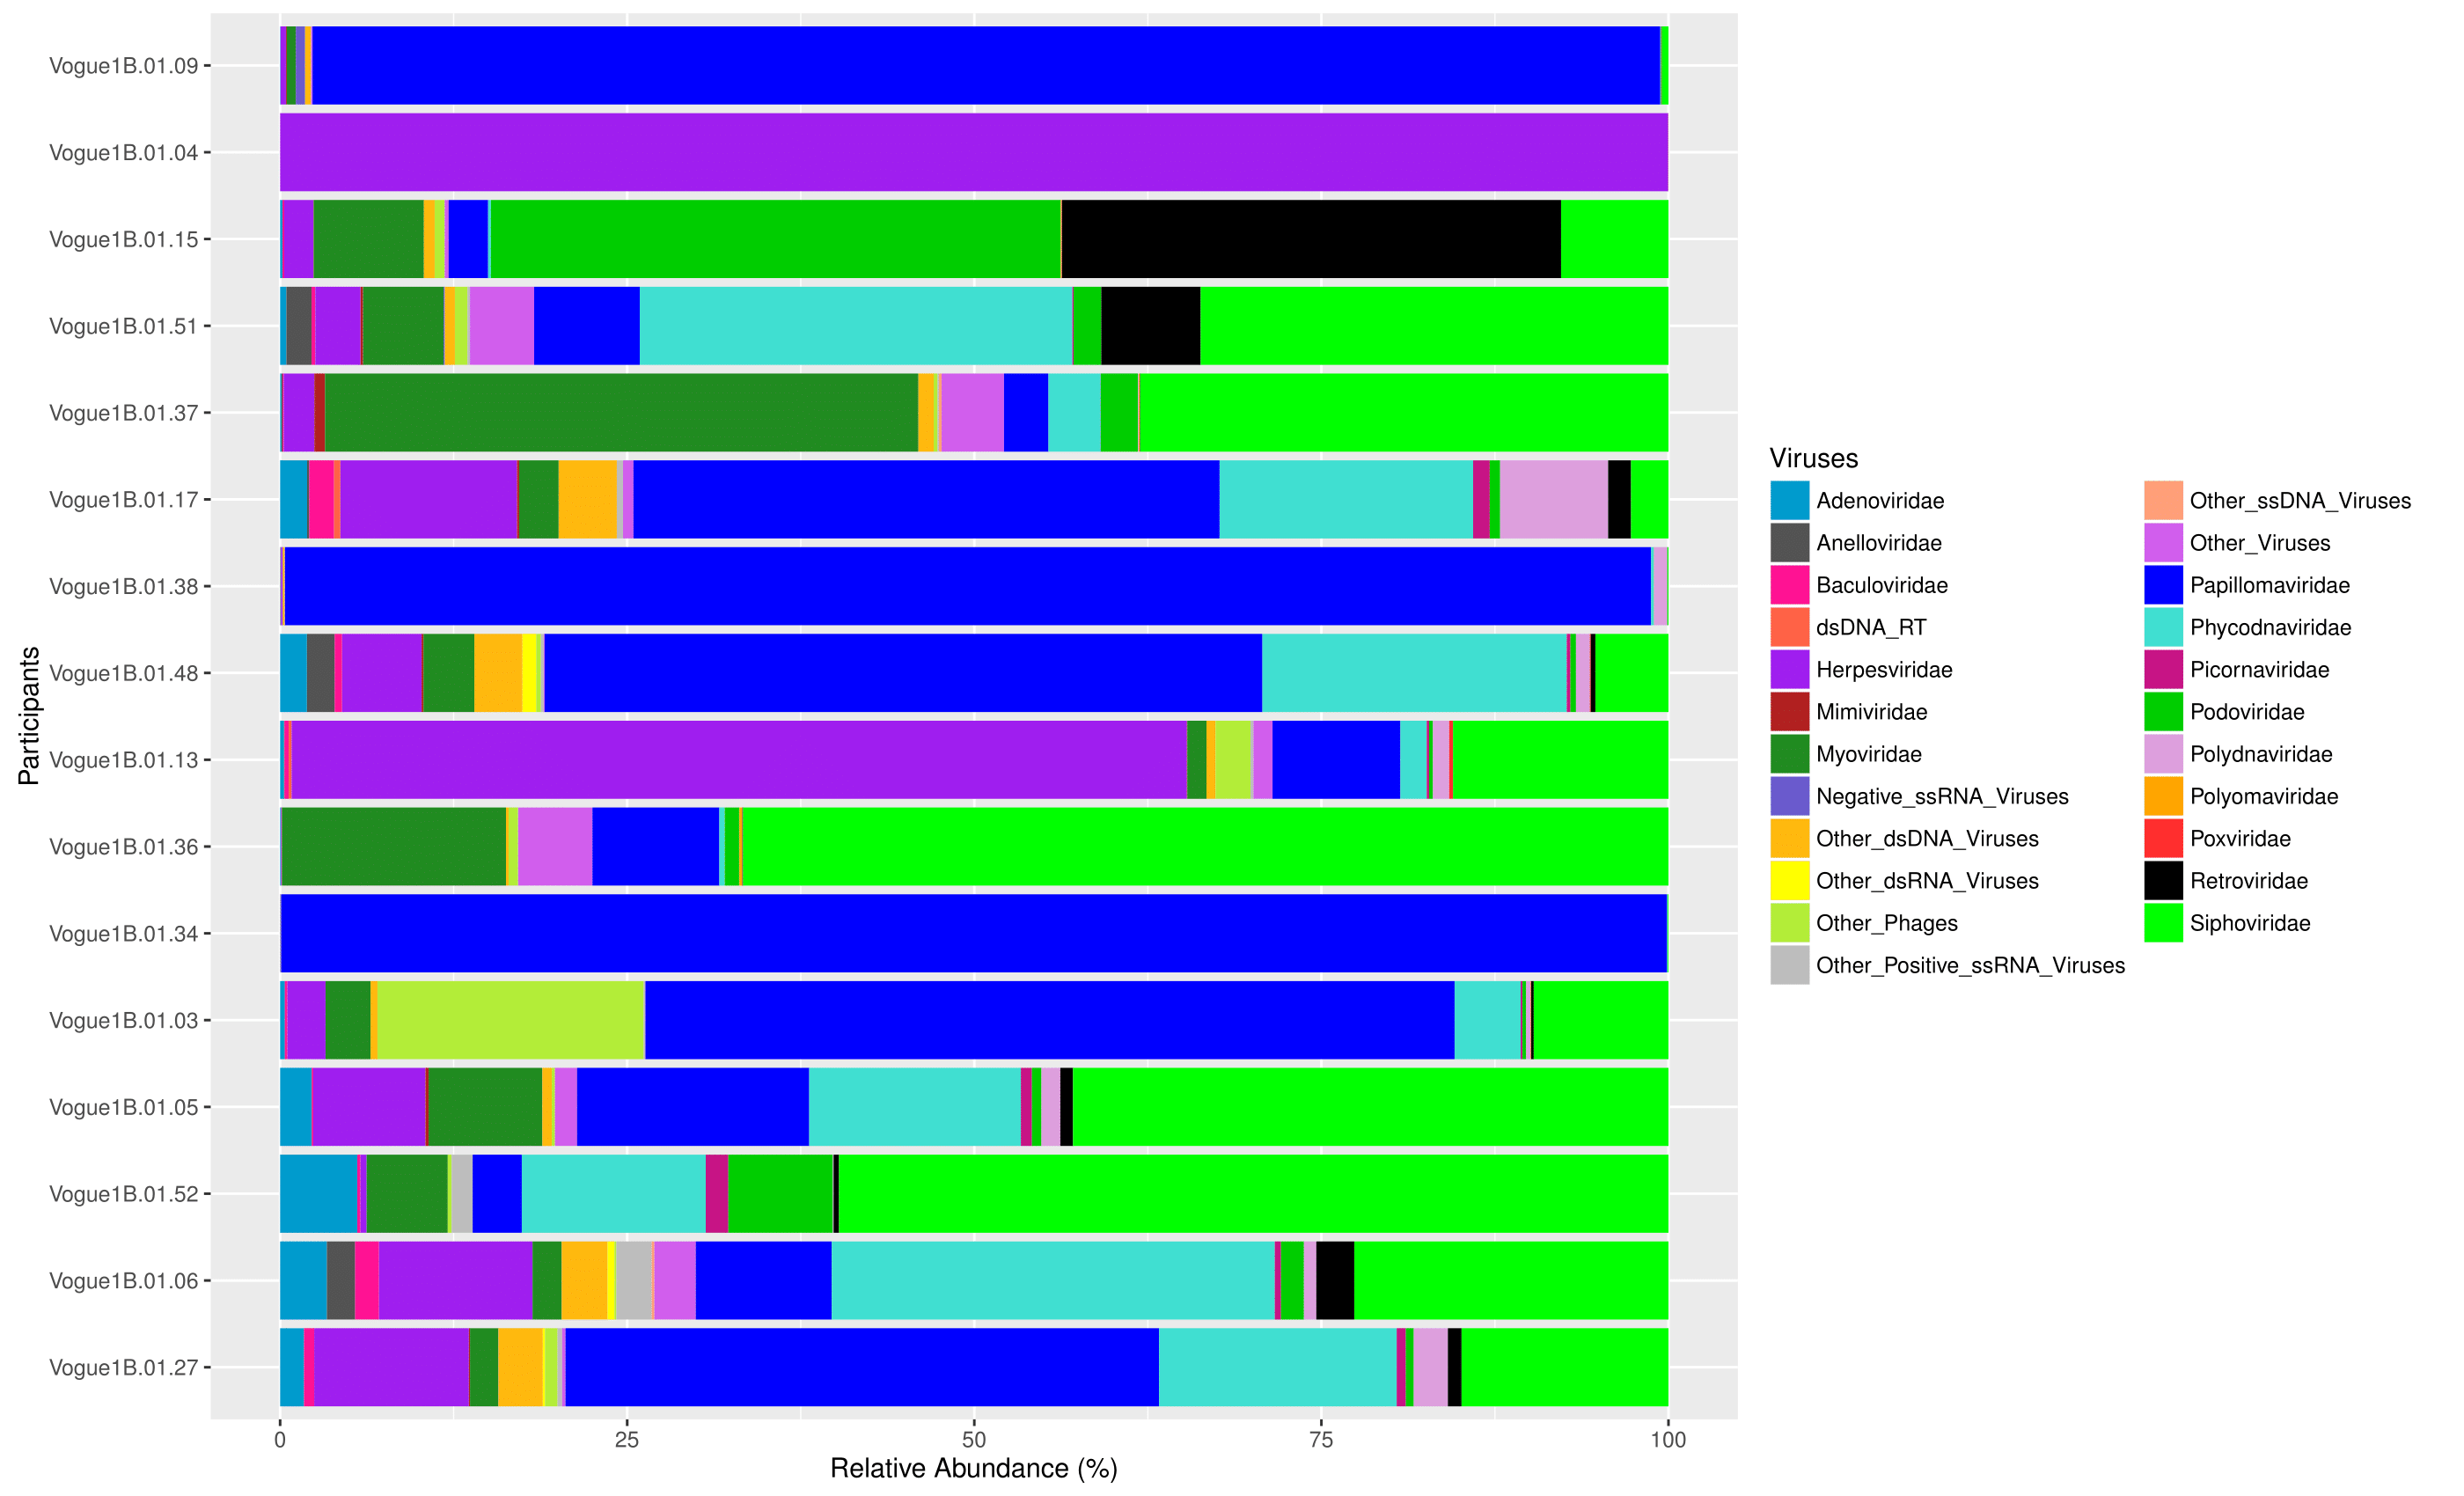 Participants
Vogue1B.01.09
Vogue1B.01.04
Vogue1B.01.15
Vogue1B.01.51
Vogue1B.01.37
Vogue1B.01.17
Vogue1B.01.38
Vogue1B.01.48
Vogue1B.01.13
Vogue1B.01.36
Vogue1B.01.34
Vogue1B.01.03
Vogue1B.01.05
Vogue1B.01.52
Vogue1B.01.06
Vogue1B.01.27
0 25 50 75 100
Relative Abundance (%)
Viruses
Adenoviridae
Anelloviridae
Baculoviridae
dsDNA_RT
Herpesviridae
Mimiviridae
Myoviridae
Negative_ssRNA_Viruses
Other_dsDNA_Viruses
Other_dsRNA_Viruses
Other_Phages
Other_Positive_ssRNA_Viruses
Other_ssDNA_Viruses
Other_Viruses
Papillomaviridae
Phycodnaviridae
Picornaviridae
Podoviridae
Polydnaviridae
Polyomaviridae
Poxviridae
Retroviridae
Siphoviridae